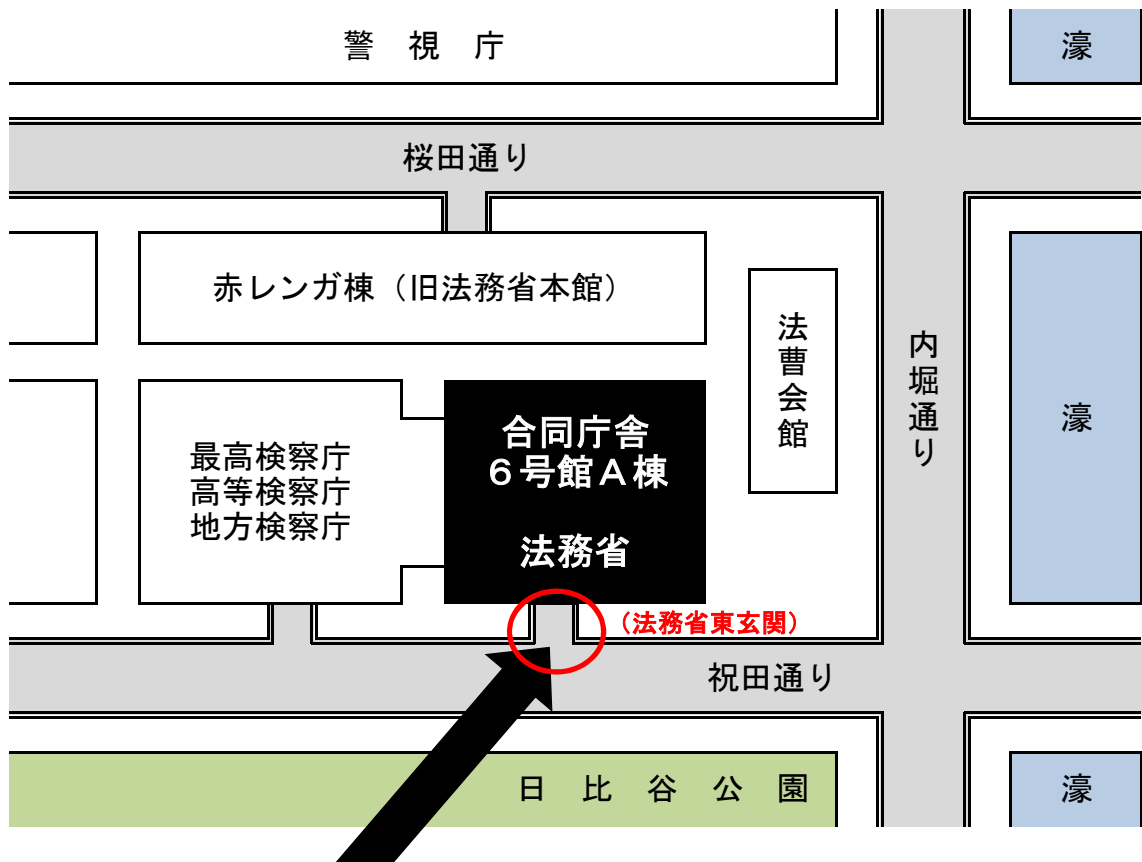 警視庁
濠
桜田通り
赤レンガ棟（旧法務省本館）
法曹会館
内堀通り
濠
合同庁舎
６号館Ａ棟
法務省
最高検察庁
高等検察庁
地方検察庁
（法務省東玄関）
祝田通り
日比谷公園
濠